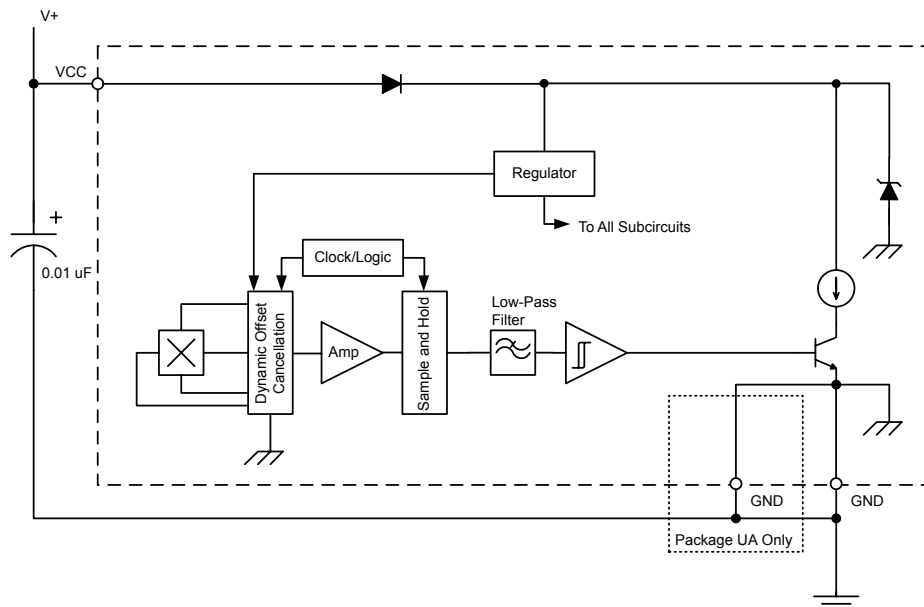 V+
VCC
Regulator
To All Subcircuits
+
0.01 uF
Clock/Logic
Low-Pass
Filter
Dynamic Offset
Cancellation
Amp
Sample and Hold
GND
GND
Package UA Only